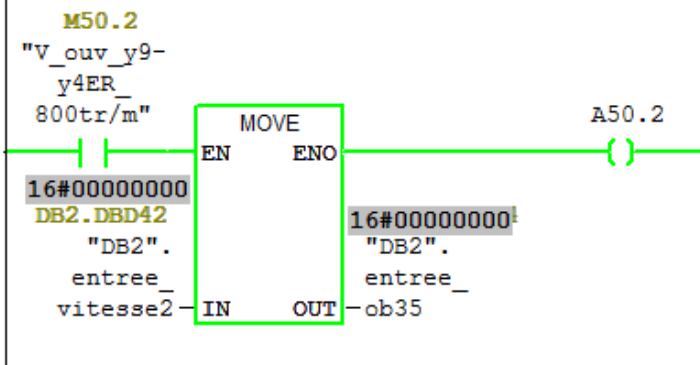 M50.2
"V_ouv_y9-
y4ER_
800tr/m"
MOVE
A50.2
EN
ENO
16#00000000
DB2.DBD42
16#00000000
"DB2".
entree_
vitesse2
"DB2".
entree_
ob35
IN
OUT